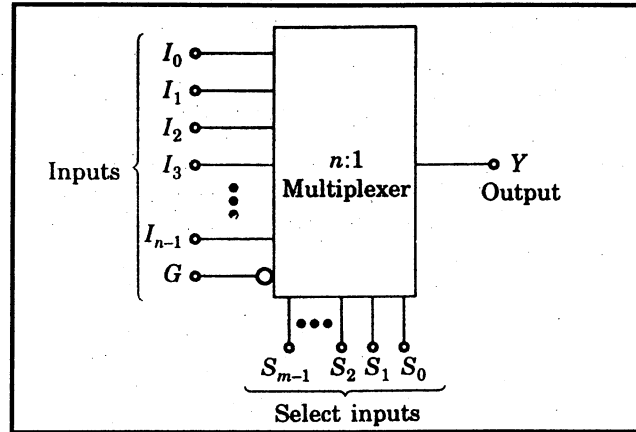 I₀
I₁
I₂
I₃
Inputs
Iₙ₋₁
G
n:1
Multiplexer
Y
Output
Sₘ₋₁ S₂ S₁ S₀
Select inputs